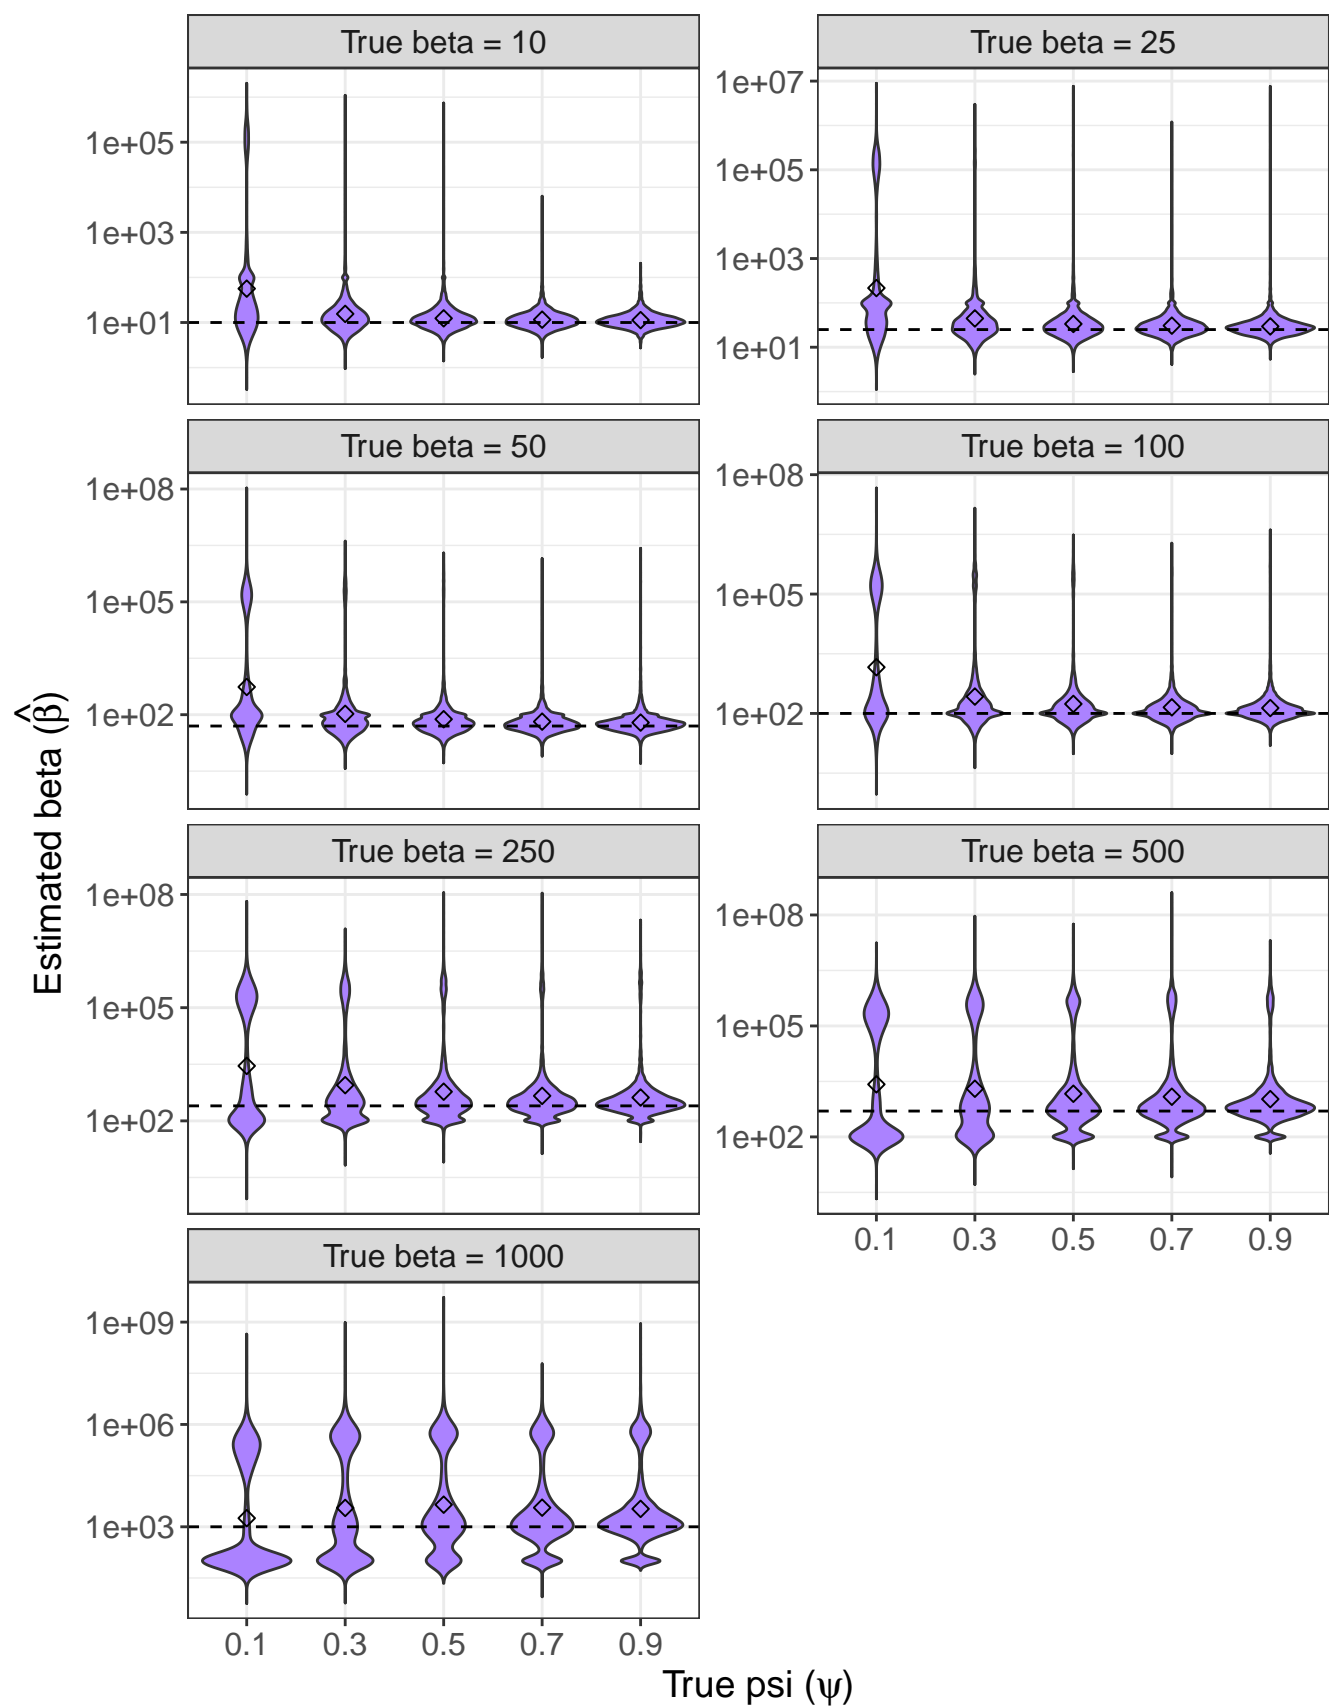 True beta = 10
True beta = 25
1e+05
1e+03
1e+01
1e+07
1e+05
1e+03
1e+01
True beta = 50
True beta = 100
1e+08
1e+05
1e+02
1e+08
1e+05
1e+02
Estimated beta (β̂)
True beta = 250
True beta = 500
1e+08
1e+05
1e+02
1e+08
1e+05
1e+02
0.1 0.3 0.5 0.7 0.9
True beta = 1000
1e+09
1e+06
1e+03
0.1 0.3 0.5 0.7 0.9
True psi (ψ)